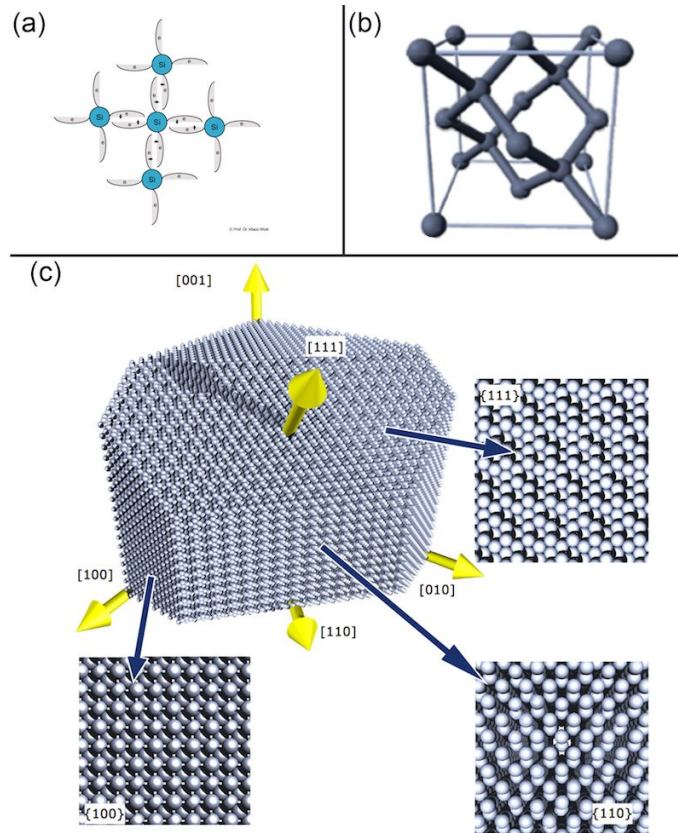 (a)
Si
Si
Si
Si
Si
(b)
(c)
[001]
[111]
{111}
[100]
[010]
[110]
{100}
{110}